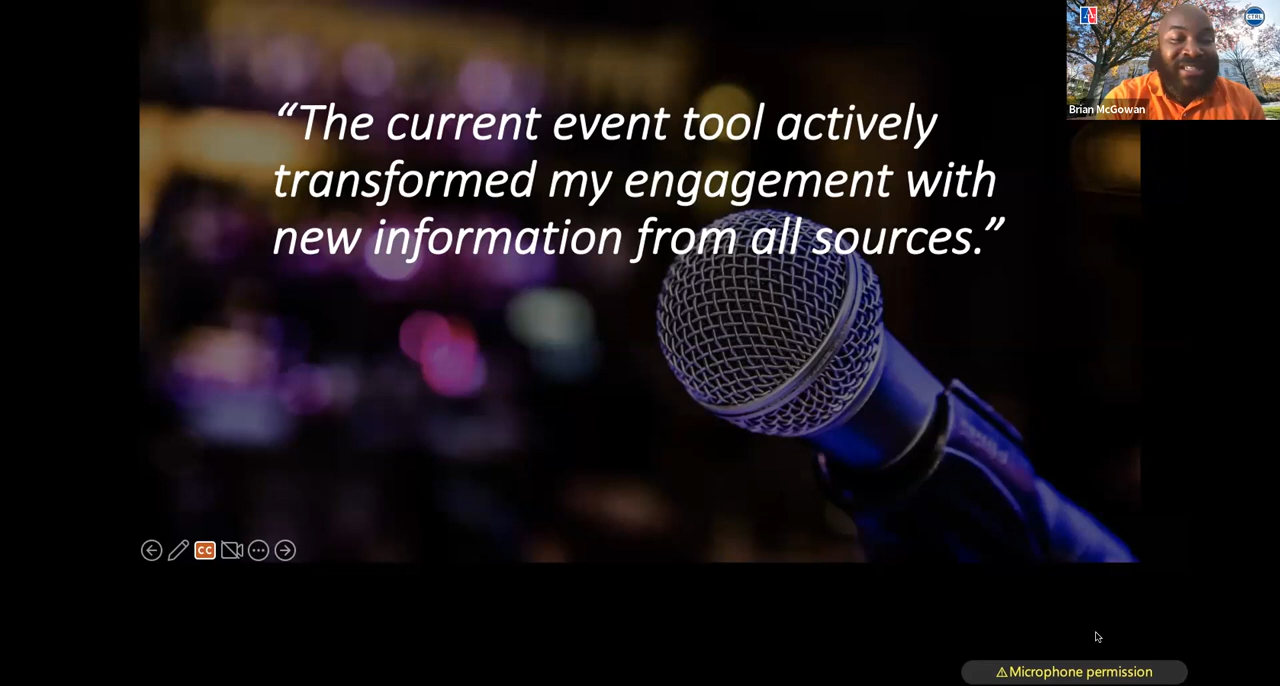 “The current event tool actively
transformed my engagement with
new information from all sources.”
CTRL
Brian McGowan
CC
⚠Microphone permission